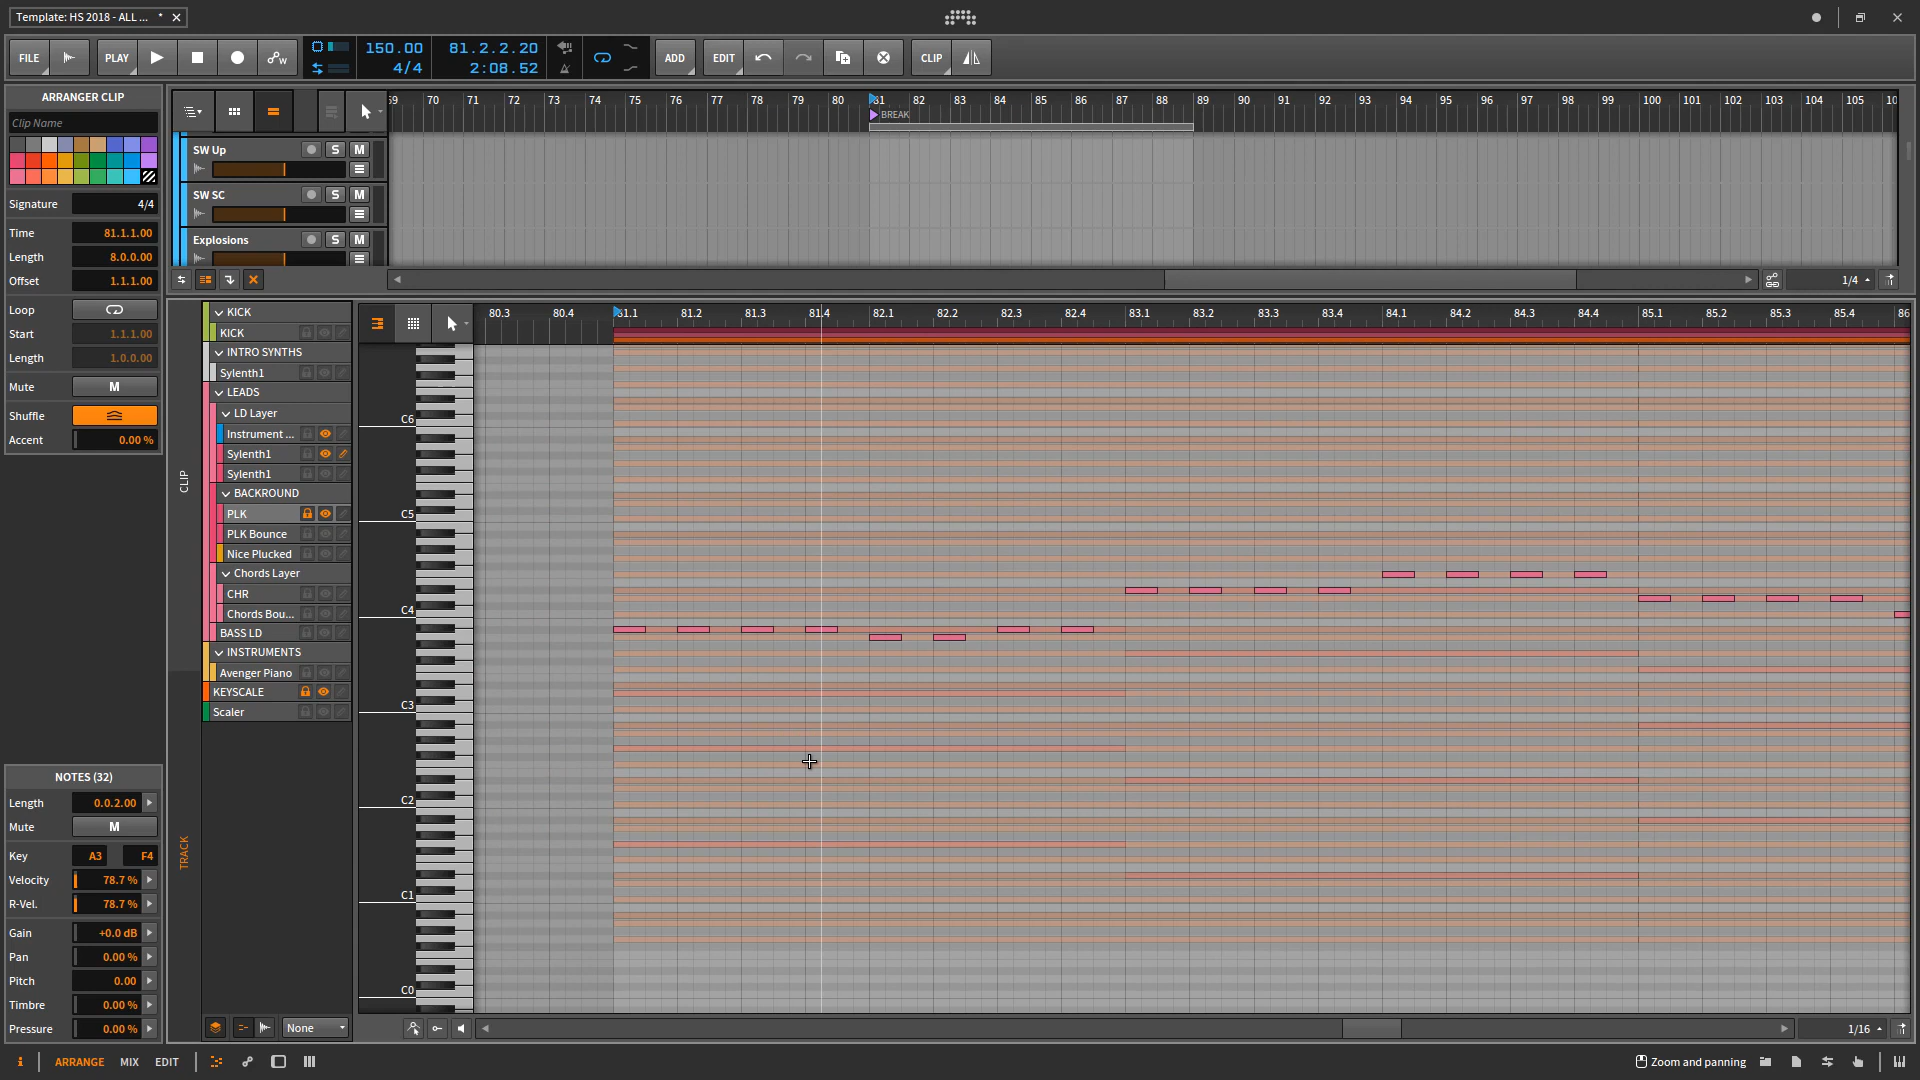 Template: HS 2018 - ALL ... *
FILE
PLAY
150.00
4/4
81.2.2.20
2:08.52
ADD
EDIT
CLIP
ARRANGER CLIP
Clip Name
Signature 4/4
Time 81.1.1.00
Length 8.0.0.00
Offset 1.1.1.00
Loop
Start 1.1.1.00
Length 1.0.0.00
Mute M
Shuffle
Accent 0.00 %
69 70 71 72 73 74 75 76 77 78 79 80 81 82 83 84 85 86 87 88 89 90 91 92 93 94 95 96 97 98 99 100 101 102 103 104 105 10
BREAK
SW Up S M
SW SC S M
Explosions S M
1/4
CLIP
TRACK
KICK
KICK
INTRO SYNTHS
Sylenth1
LEADS
LD Layer
Instrument ...
Sylenth1
Sylenth1
BACKROUND
PLK
PLK Bounce
Nice Plucked
Chords Layer
CHR
Chords Bou...
BASS LD
INSTRUMENTS
Avenger Piano
KEYSCALE
Scaler
None
80.3 80.4 81.1 81.2 81.3 81.4 82.1 82.2 82.3 82.4 83.1 83.2 83.3 83.4 84.1 84.2 84.3 84.4 85.1 85.2 85.3 85.4 86
C6
C5
C4
C3
C2
C1
C0
1/16
NOTES (32)
Length 0.0.2.00
Mute M
Key A3 F4
Velocity 78.7 %
R-Vel. 78.7 %
Gain +0.0 dB
Pan 0.00 %
Pitch 0.00
Timbre 0.00 %
Pressure 0.00 %
i
ARRANGE
MIX
EDIT
Zoom and panning